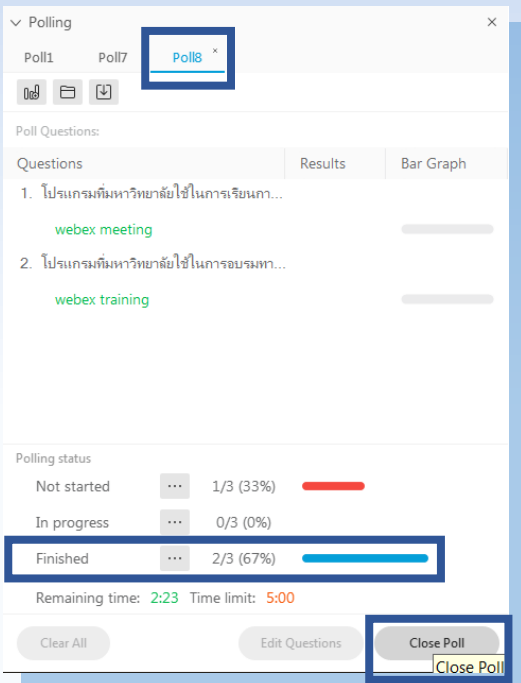 Polling
Poll1 Poll7 Poll8
Poll Questions:
Questions Results Bar Graph
1. โปรแกรมที่มหาวิทยาลัยใช้ในการเรียนกา...
webex meeting
2. โปรแกรมที่มหาวิทยาลัยใช้ในการอบรมทา...
webex training
Polling status
Not started ... 1/3 (33%)
In progress ... 0/3 (0%)
Finished ... 2/3 (67%)
Remaining time: 2:23 Time limit: 5:00
Clear All Edit Questions Close Poll
Close Poll